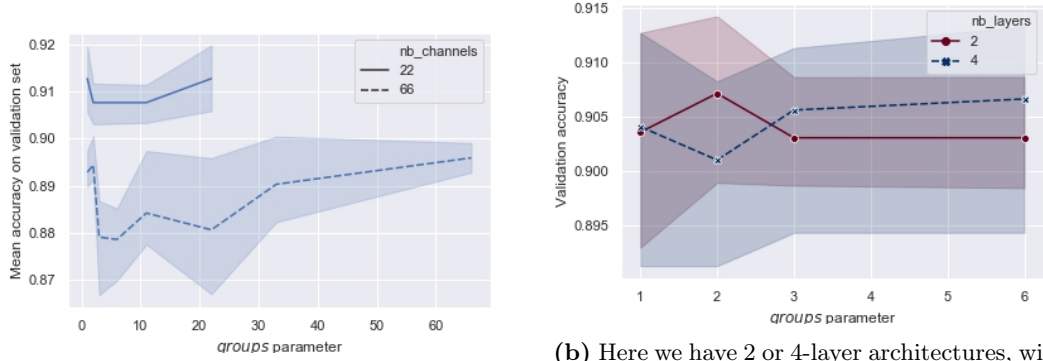 0.92
0.91
0.90
0.89
0.88
0.87
Mean accuracy on validation set
nb_channels
22
66
0 10 20 30 40 50 60
groups parameter
0.915
0.910
0.905
0.900
0.895
Validation accuracy
nb_layers
2
4
1 2 3 4 5 6
groups parameter
(b) Here we have 2 or 4-layer architectures, wi